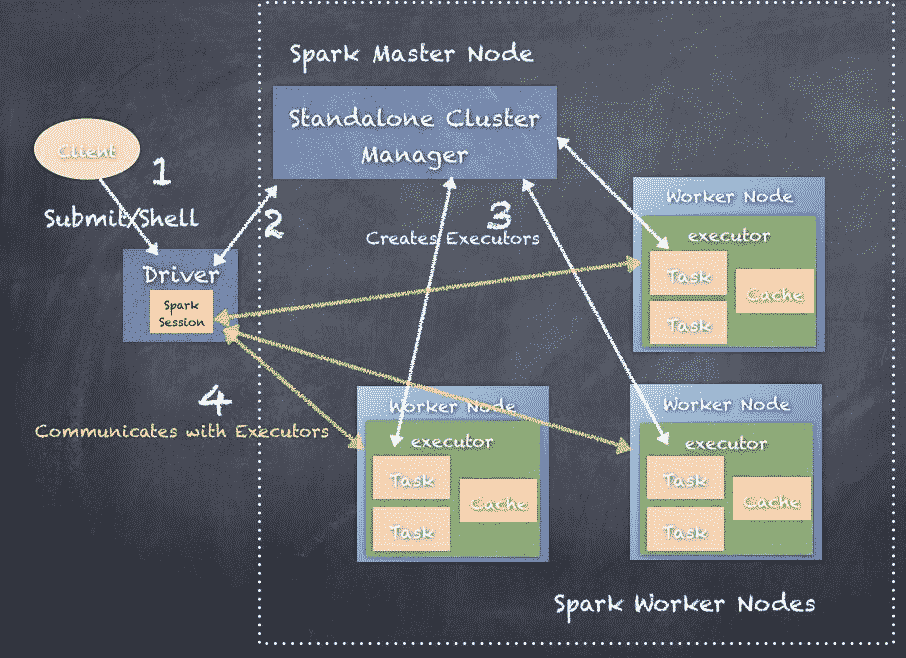 Spark Master Node
Standalone Cluster
Manager
Client
1
Submit/Shell
2
3
Creates Executors
Driver
Spark
Session
4
Communicates with Executors
Worker Node
executor
Task
Task
Cache
Worker Node
executor
Task
Task
Cache
Worker Node
executor
Task
Task
Cache
Spark Worker Nodes